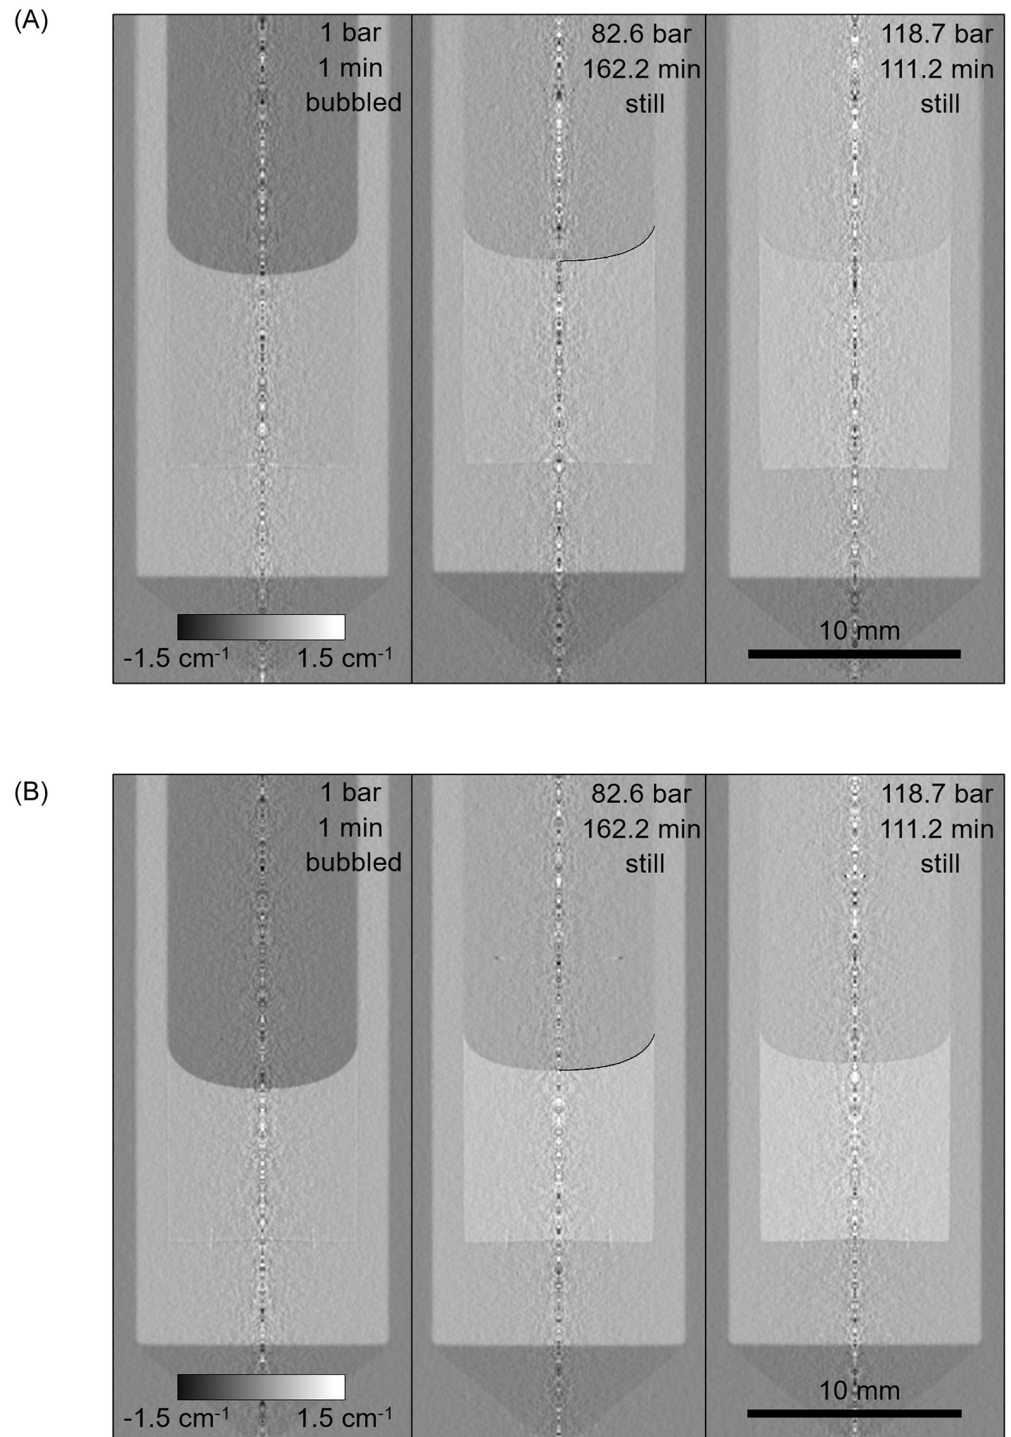 (A)
1 bar
1 min
bubbled
82.6 bar
162.2 min
still
118.7 bar
111.2 min
still
-1.5 cm-1 1.5 cm-1
10 mm
(B)
1 bar
1 min
bubbled
82.6 bar
162.2 min
still
118.7 bar
111.2 min
still
-1.5 cm-1 1.5 cm-1
10 mm